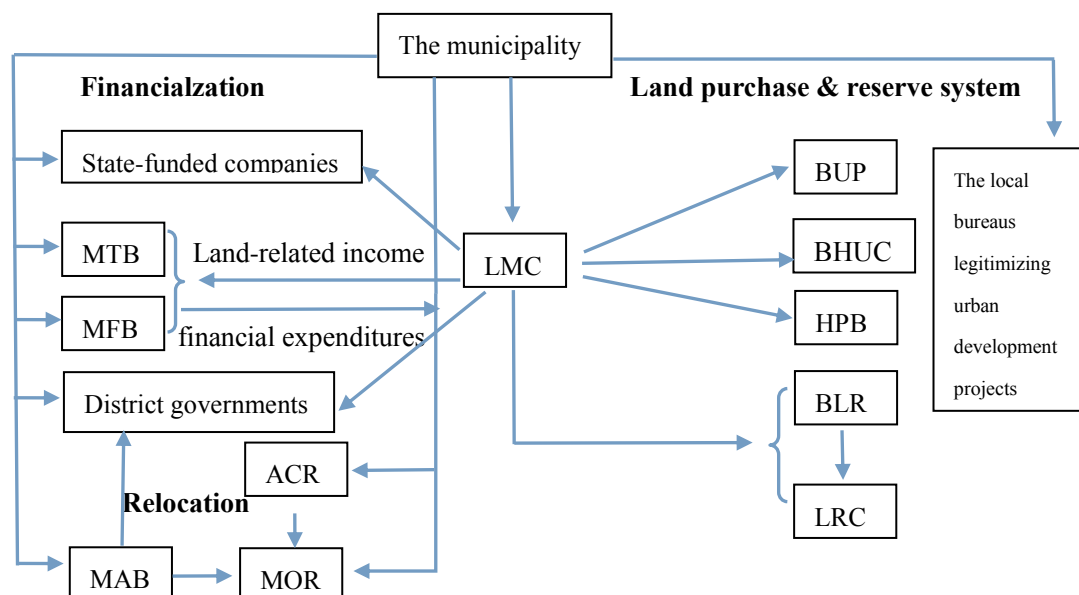 The municipality
Financialzation
Land purchase & reserve system
State-funded companies
BUP
The local
bureaus
legitimizing
urban
development
projects
MTB
Land-related income
LMC
BHUC
MFB
financial expenditures
HPB
District governments
BLR
ACR
Relocation
LRC
MAB
MOR